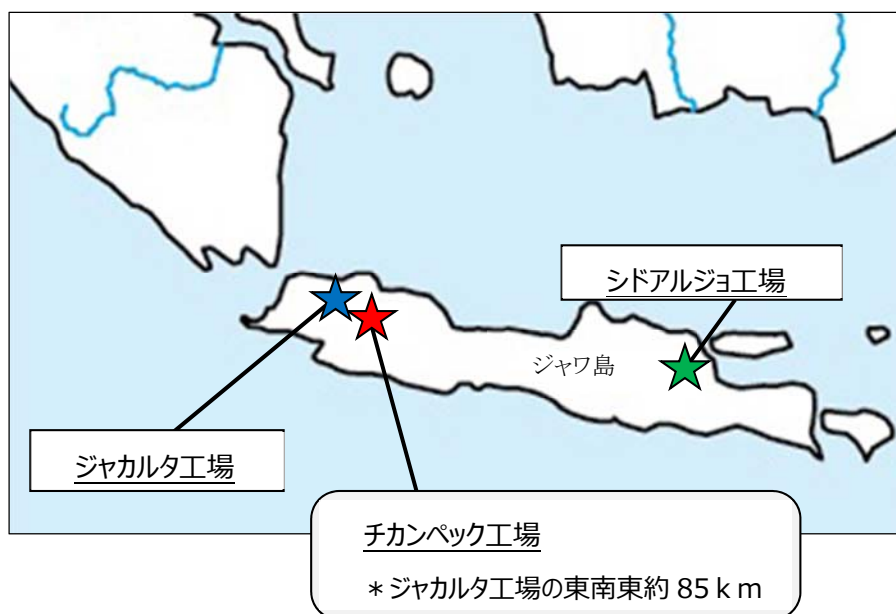 シドアルジョ工場
ジャワ島
ジャカルタ工場
チカンペック工場
＊ジャカルタ工場の東南東約 85ｋｍ